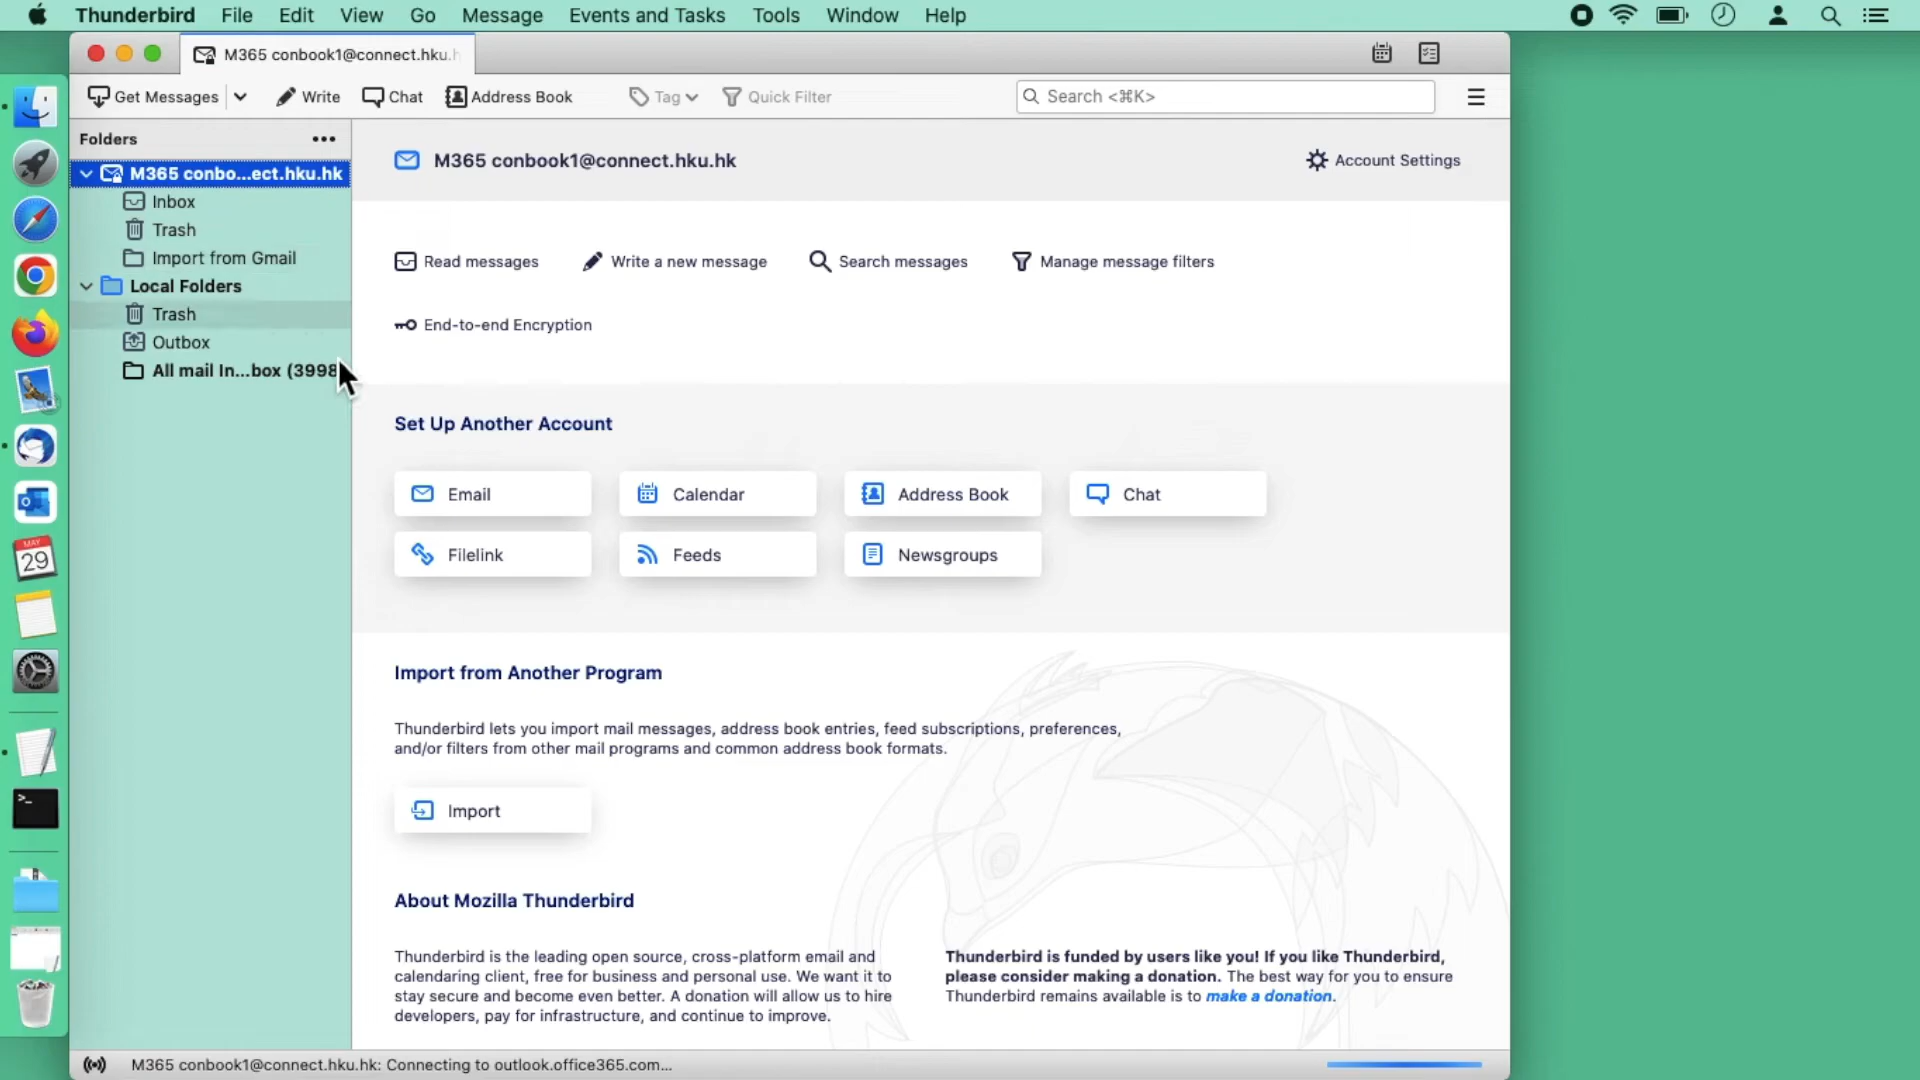 Thunderbird File Edit View Go Message Events and Tasks Tools Window Help
M365 conbook1@connect.hku.h
Get Messages Write Chat Address Book Tag Quick Filter Search <⌘K>
Folders
M365 conbo...ect.hku.hk
Inbox
Trash
Import from Gmail
Local Folders
Trash
Outbox
All mail In...box (3998
M365 conbook1@connect.hku.hk
Account Settings
Read messages Write a new message Search messages Manage message filters
End-to-end Encryption
Set Up Another Account
Email Calendar Address Book Chat
Filelink Feeds Newsgroups
Import from Another Program
Thunderbird lets you import mail messages, address book entries, feed subscriptions, preferences,
and/or filters from other mail programs and common address book formats.
Import
About Mozilla Thunderbird
Thunderbird is the leading open source, cross-platform email and
calendaring client, free for business and personal use. We want it to
stay secure and become even better. A donation will allow us to hire
developers, pay for infrastructure, and continue to improve.
Thunderbird is funded by users like you! If you like Thunderbird,
please consider making a donation. The best way for you to ensure
Thunderbird remains available is to make a donation.
MAY
29
M365 conbook1@connect.hku.hk: Connecting to outlook.office365.com...